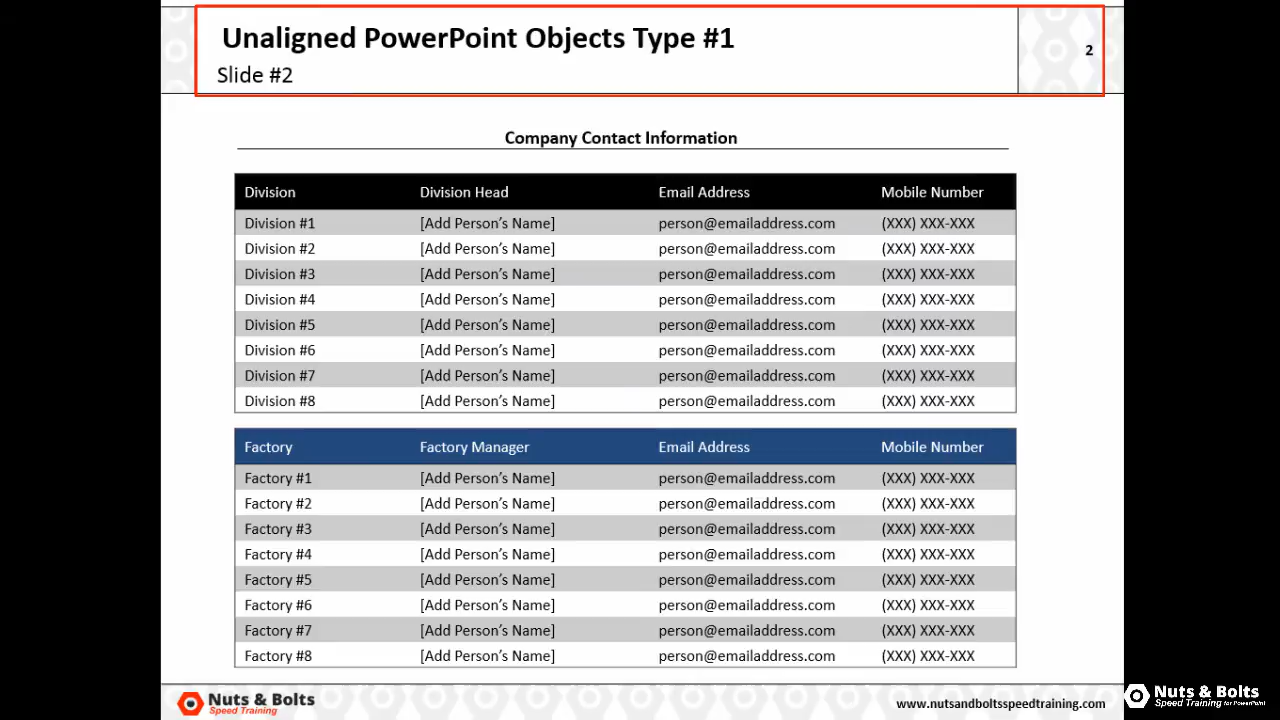 Unaligned PowerPoint Objects Type #1
2
Slide #2
Company Contact Information
Division Division Head Email Address Mobile Number
Division #1 [Add Person's Name] person@emailaddress.com (XXX) XXX-XXX
Division #2 [Add Person's Name] person@emailaddress.com (XXX) XXX-XXX
Division #3 [Add Person's Name] person@emailaddress.com (XXX) XXX-XXX
Division #4 [Add Person's Name] person@emailaddress.com (XXX) XXX-XXX
Division #5 [Add Person's Name] person@emailaddress.com (XXX) XXX-XXX
Division #6 [Add Person's Name] person@emailaddress.com (XXX) XXX-XXX
Division #7 [Add Person's Name] person@emailaddress.com (XXX) XXX-XXX
Division #8 [Add Person's Name] person@emailaddress.com (XXX) XXX-XXX
Factory Factory Manager Email Address Mobile Number
Factory #1 [Add Person's Name] person@emailaddress.com (XXX) XXX-XXX
Factory #2 [Add Person's Name] person@emailaddress.com (XXX) XXX-XXX
Factory #3 [Add Person's Name] person@emailaddress.com (XXX) XXX-XXX
Factory #4 [Add Person's Name] person@emailaddress.com (XXX) XXX-XXX
Factory #5 [Add Person's Name] person@emailaddress.com (XXX) XXX-XXX
Factory #6 [Add Person's Name] person@emailaddress.com (XXX) XXX-XXX
Factory #7 [Add Person's Name] person@emailaddress.com (XXX) XXX-XXX
Factory #8 [Add Person's Name] person@emailaddress.com (XXX) XXX-XXX
Nuts & Bolts
Speed Training
www.nutsandboltsspeedtraining.com
Nuts & Bolts
Speed Training for PowerPoint